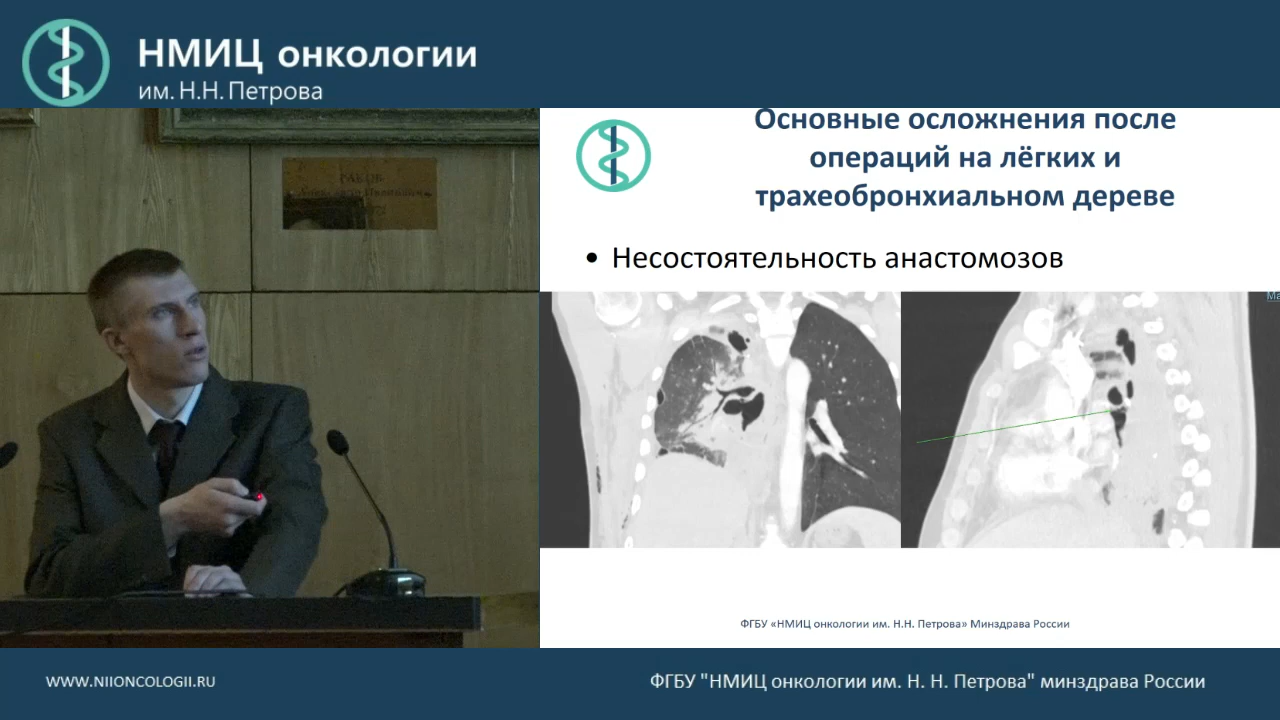 НМИЦ онкологии
им. Н.Н. Петрова
Основные осложнения после
операций на лёгких и
трахеобронхиальном дереве
• Несостоятельность анастомозов
ФГБУ «НМИЦ онкологии им. Н.Н. Петрова» Минздрава России
WWW.NIIONCOLOGII.RU
ФГБУ "НМИЦ онкологии им. Н. Н. Петрова" минздрава России